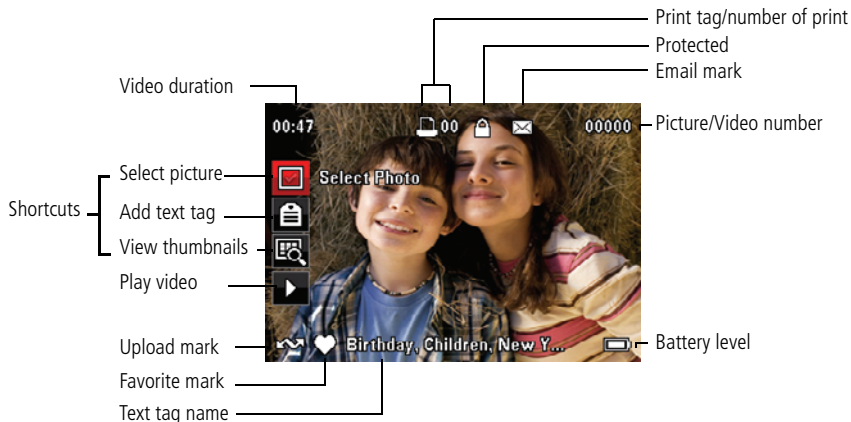 Print tag/number of print
Protected
Email mark
Video duration
00:47
00
00000
Picture/Video number
Select picture
Select Photo
Shortcuts
Add text tag
View thumbnails
Play video
Upload mark
Birthday, Children, New Y...
Battery level
Favorite mark
Text tag name